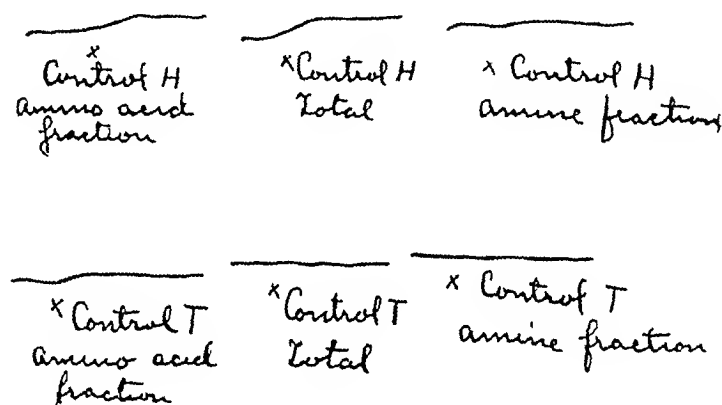 x Control H
amino acid
fraction
x Control H
Total
x Control H
amine fraction
x Control T
amino acid
fraction
x Control T
Total
x Control T
amine fraction